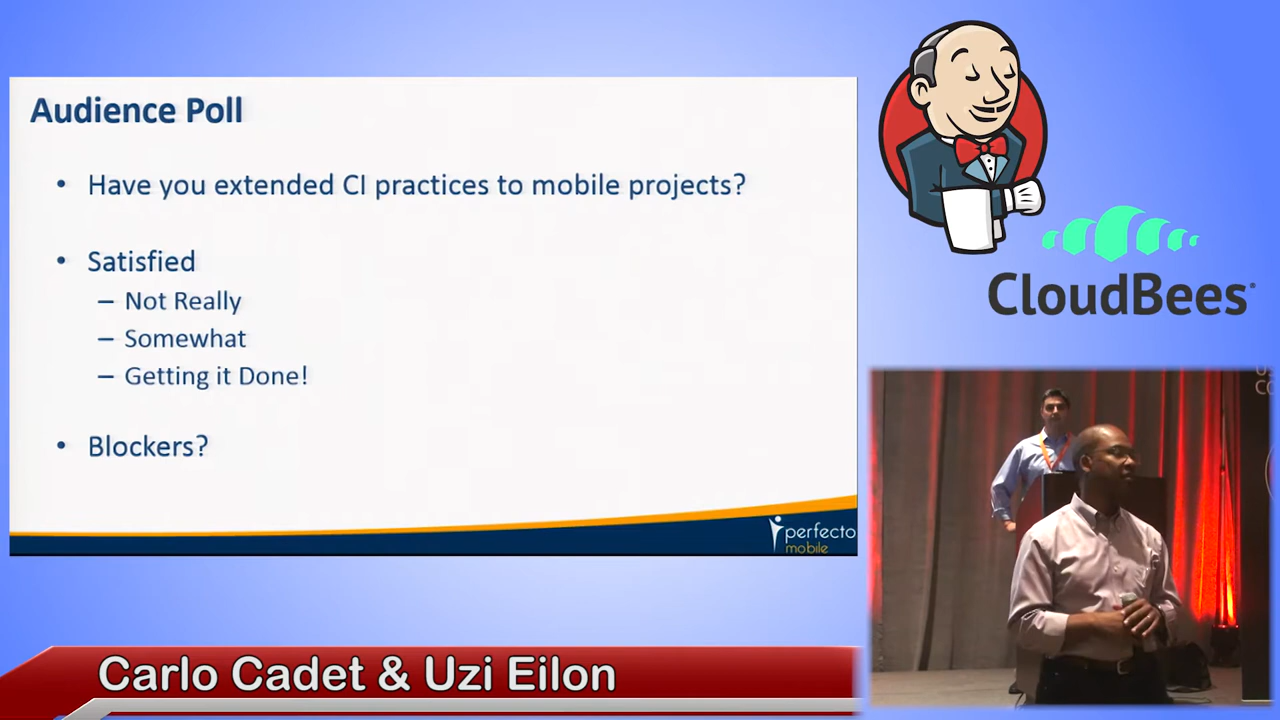 Audience Poll
• Have you extended CI practices to mobile projects?
• Satisfied
– Not Really
– Somewhat
– Getting it Done!
• Blockers?
perfecto
mobile
CloudBees
Carlo Cadet & Uzi Eilon